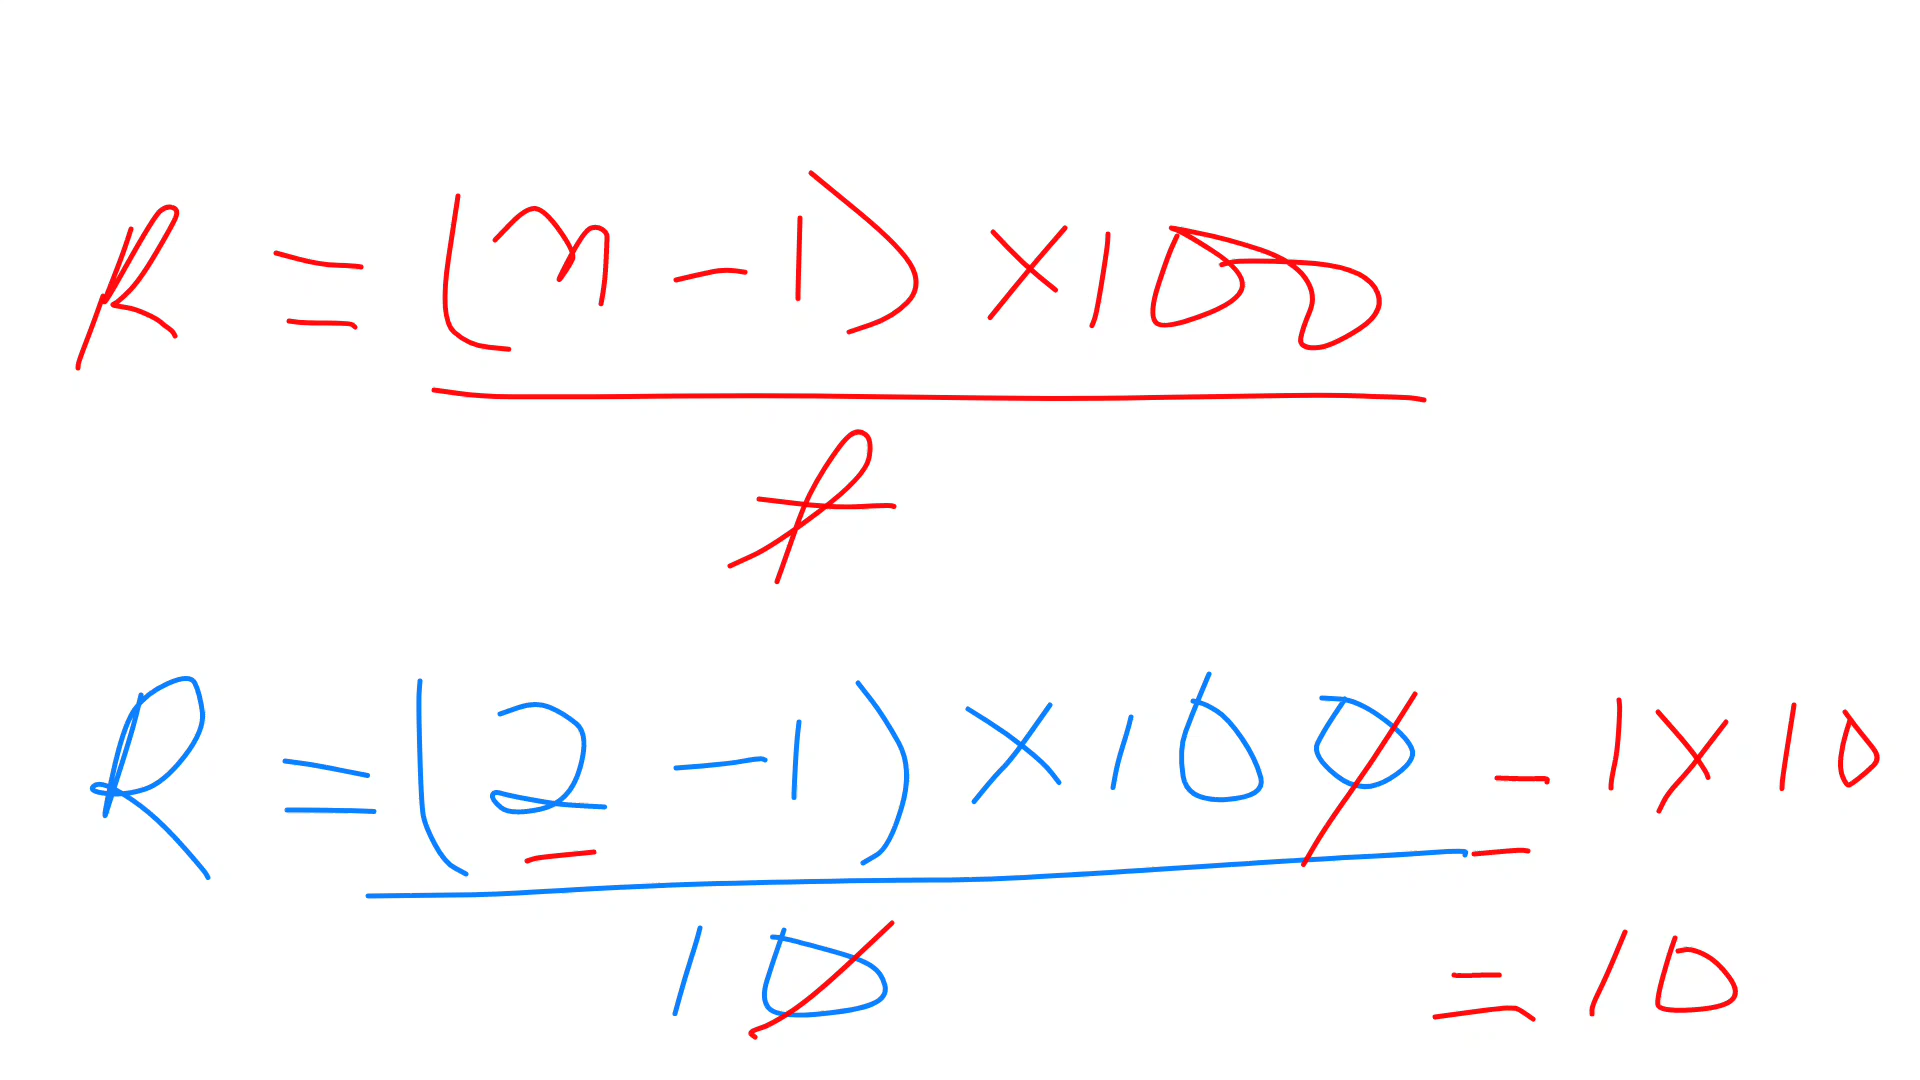 R = (n - 1) × 100
t
R = (2 - 1) × 100 = 1 × 10
10
= 10